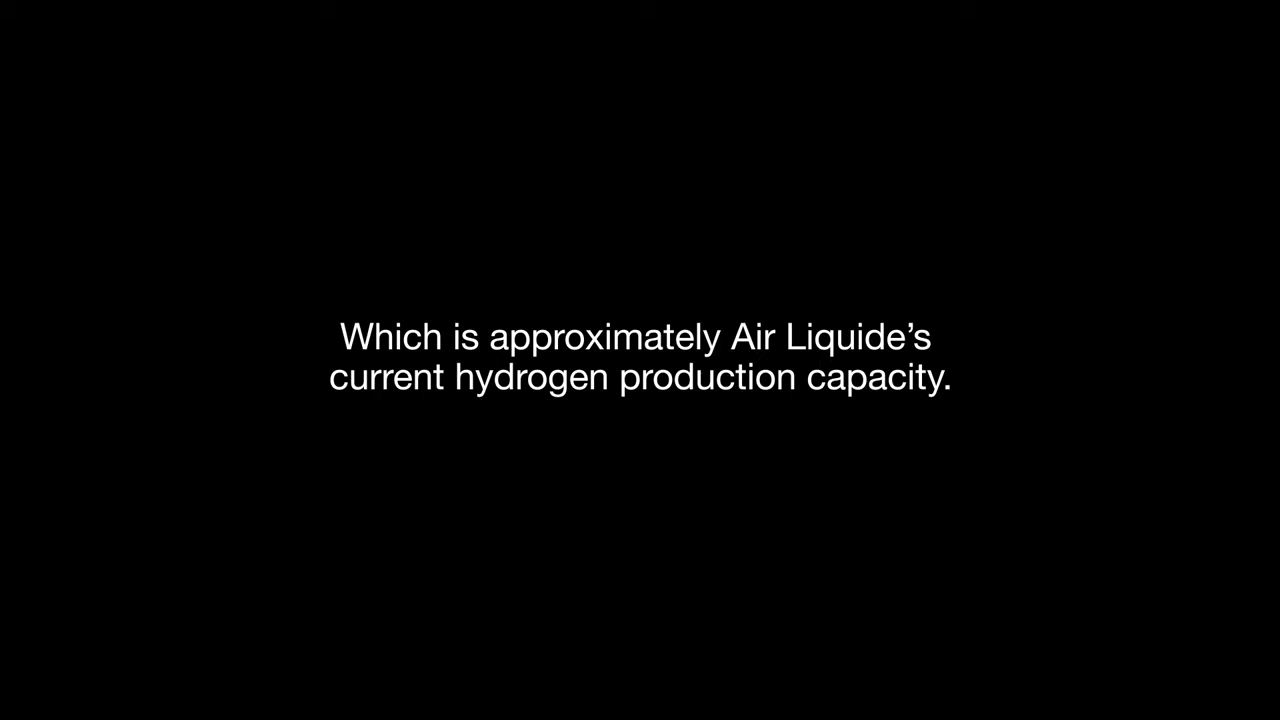 Which is approximately Air Liquide’s
current hydrogen production capacity.